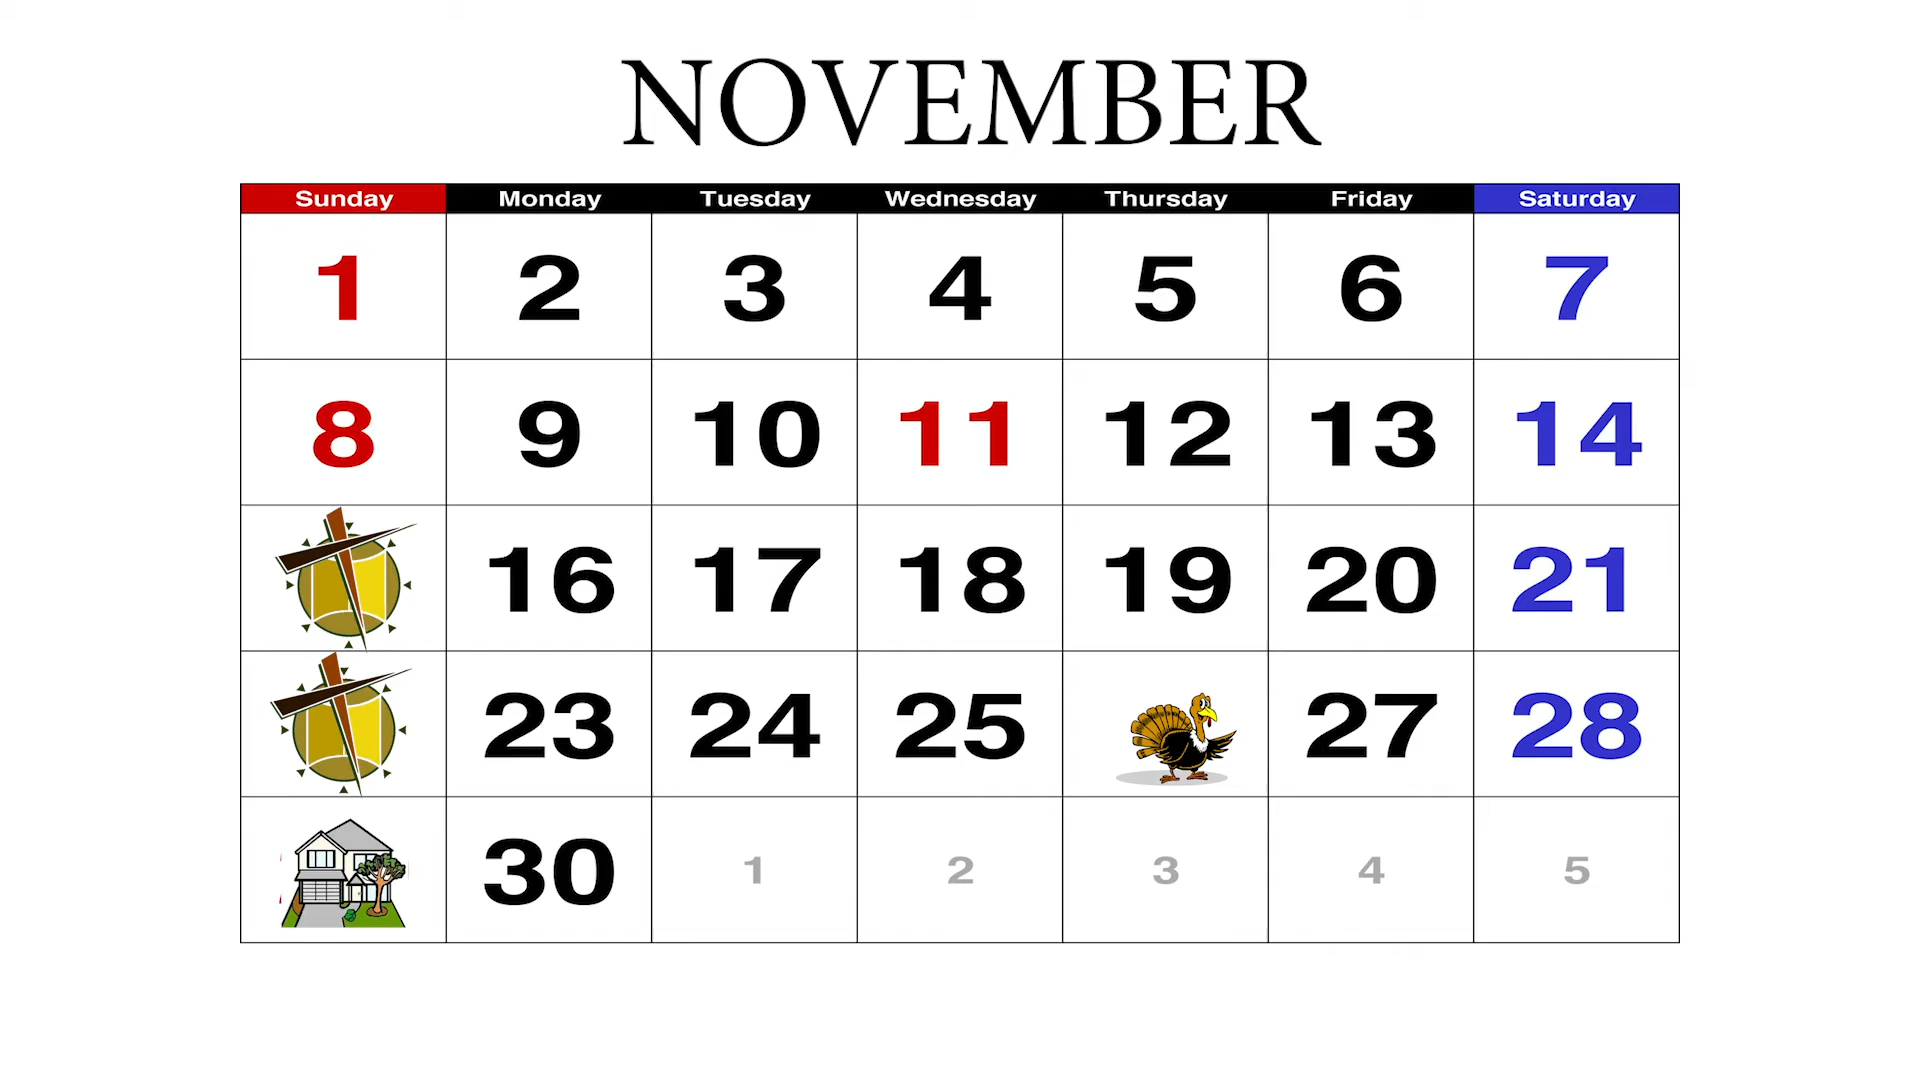 NOVEMBER
Sunday Monday Tuesday Wednesday Thursday Friday Saturday
1 2 3 4 5 6 7
8 9 10 11 12 13 14
16 17 18 19 20 21
23 24 25 27 28
30 1 2 3 4 5